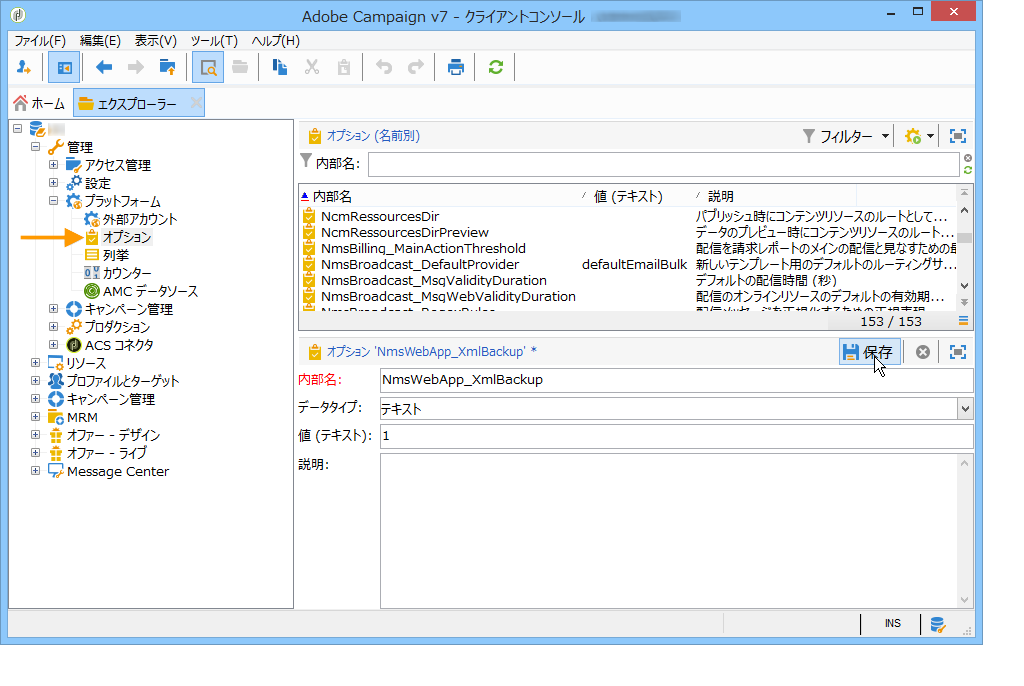 Adobe Campaign v7 - クライアントコンソール
ファイル(F) 編集(E) 表示(V) ツール(T) ヘルプ(H)
ホーム エクスプローラー
管理
アクセス管理
設定
プラットフォーム
外部アカウント
オプション
列挙
カウンター
AMC データソース
キャンペーン管理
プロダクション
ACS コネクタ
リソース
プロファイルとターゲット
キャンペーン管理
MRM
オファー - デザイン
オファー - ライブ
Message Center
オプション (名前別) フィルター
内部名:
内部名 値 (テキスト) 説明
NcmRessourcesDir パブリッシュ時にコンテンツリソースのルートとして...
NcmRessourcesDirPreview データのプレビュー時にコンテンツリソースのルート...
NmsBilling_MainActionThreshold 配信を請求レポートのメインの配信と見なすための
NmsBroadcast_DefaultProvider defaultEmailBulk 新しいテンプレート用のデフォルトのルーティングサ...
NmsBroadcast_MsgValidityDuration デフォルトの配信時間 (秒)
NmsBroadcast_MsgWebValidityDuration 配信のオンラインリソースのデフォルトの有効期...
153 / 153
オプション 'NmsWebApp_XmlBackup' * 保存
内部名: NmsWebApp_XmlBackup
データタイプ: テキスト
値 (テキスト): 1
説明:
INS